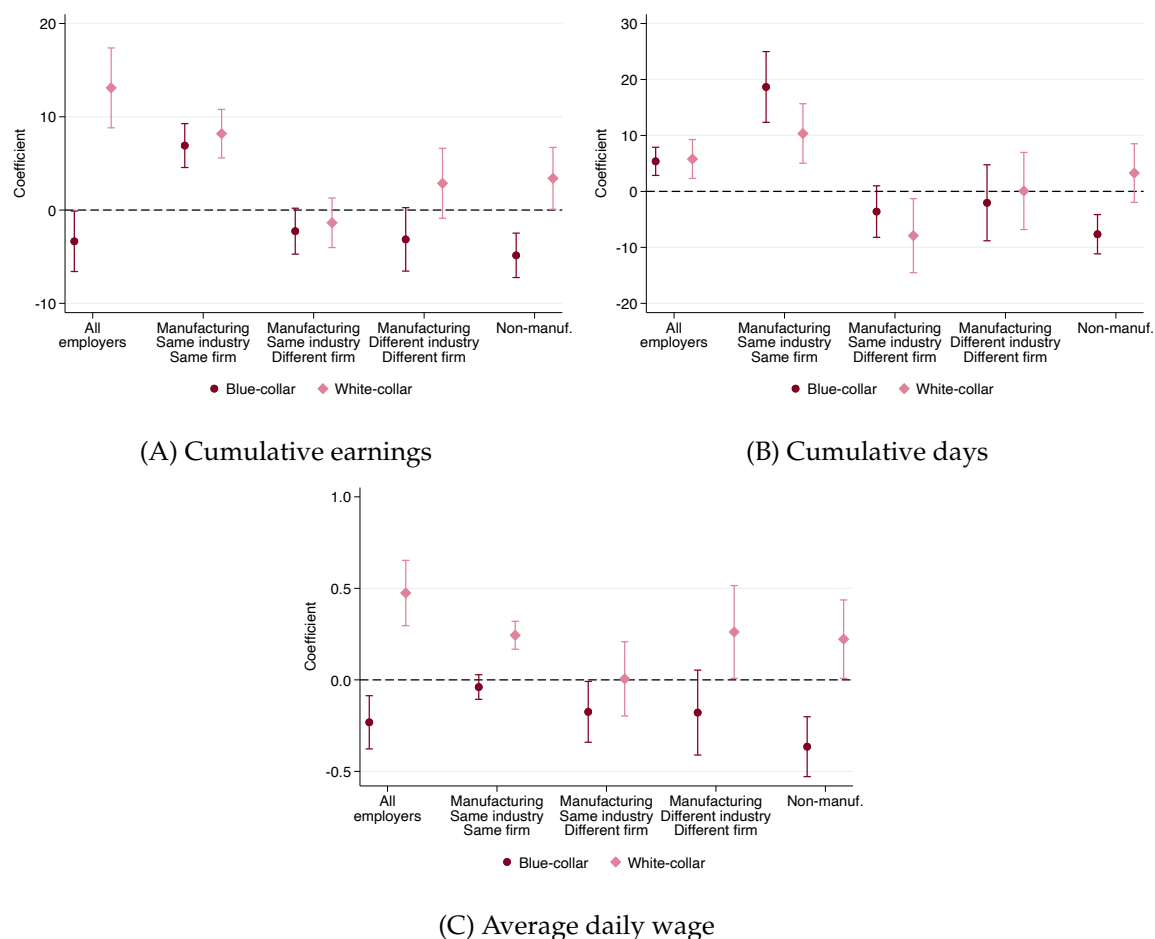 20
10
0
-10
Coefficient
All
employers
Manufacturing
Same industry
Same firm
Manufacturing
Same industry
Different firm
Manufacturing
Different industry
Different firm
Non-manuf.
Blue-collar
White-collar
(A) Cumulative earnings
30
20
10
0
-10
-20
Coefficient
All
employers
Manufacturing
Same industry
Same firm
Manufacturing
Same industry
Different firm
Manufacturing
Different industry
Different firm
Non-manuf.
Blue-collar
White-collar
(B) Cumulative days
1.0
0.5
0.0
-0.5
Coefficient
All
employers
Manufacturing
Same industry
Same firm
Manufacturing
Same industry
Different firm
Manufacturing
Different industry
Different firm
Non-manuf.
Blue-collar
White-collar
(C) Average daily wage